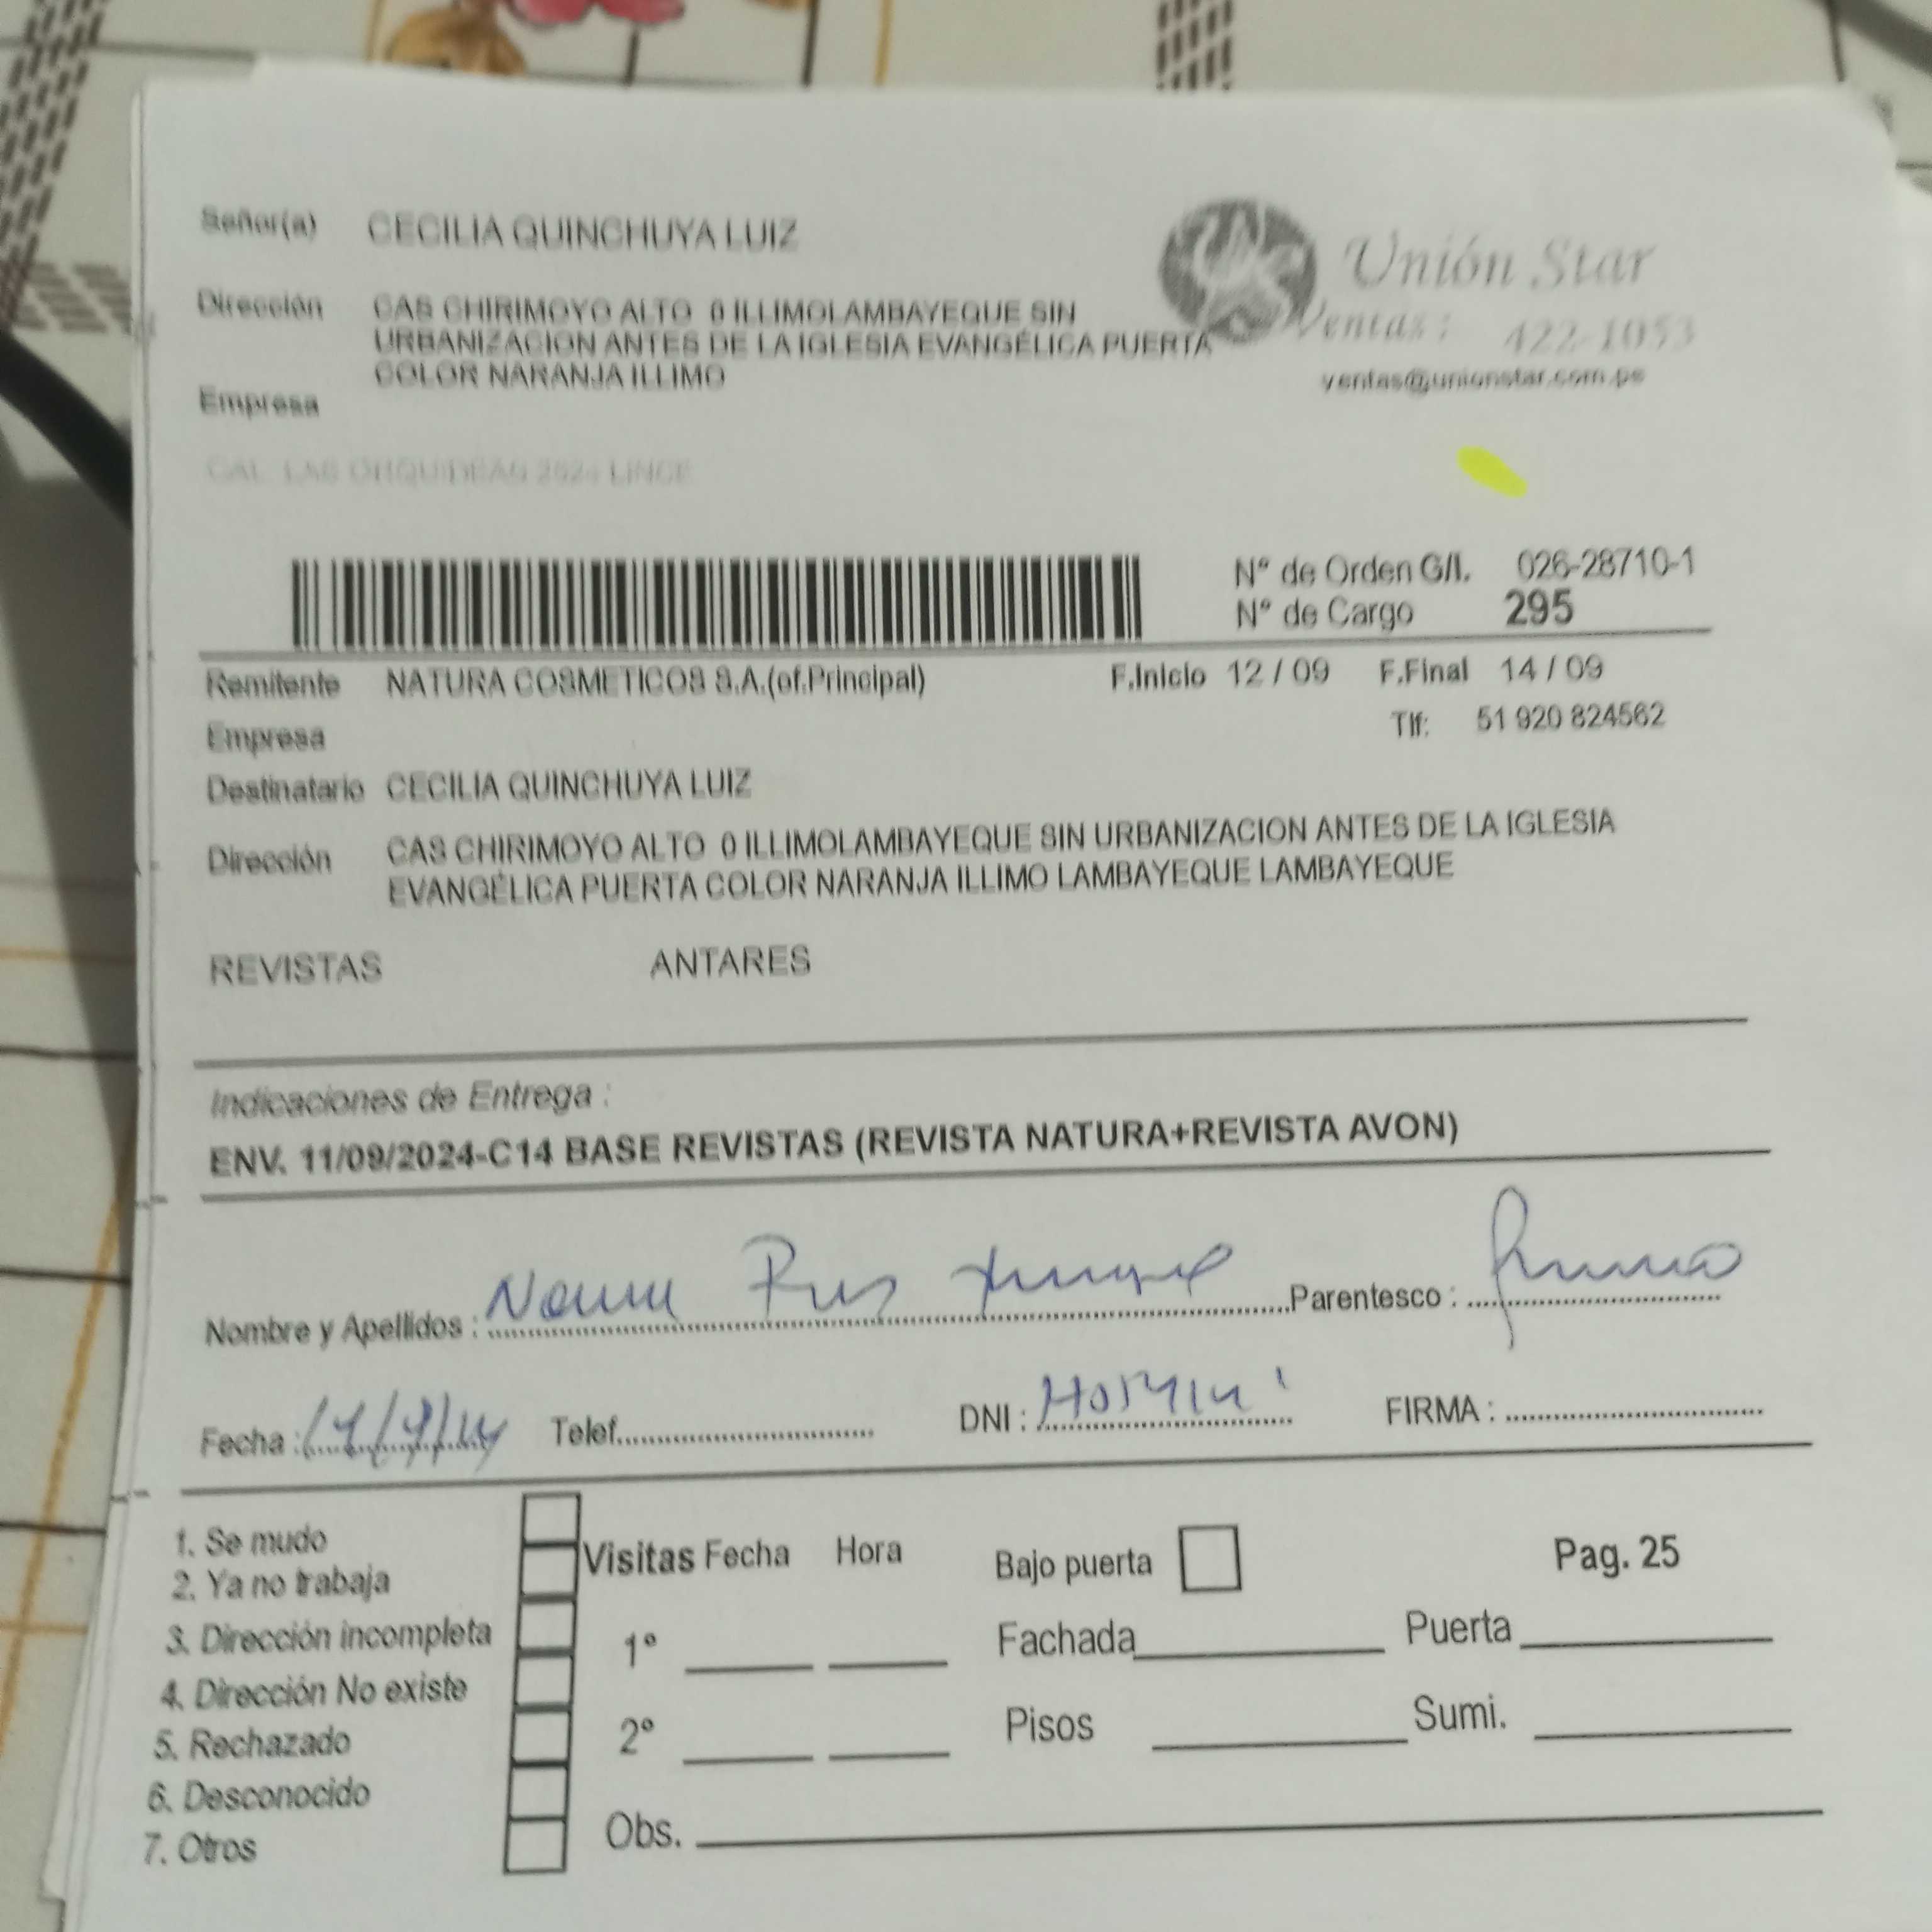 Señor(a) CECILIA QUINCHUYA LUIZ
Unión Star
Dirección CAS CHIRIMOYO ALTO 0 ILLIMOLAMBAYEQUE SIN
URBANIZACION ANTES DE LA IGLESIA EVANGÉLICA PUERTA
COLOR NARANJA ILLIMO
Ventas: 422-1053
ventas@unionstar.com.pe
Empresa
CAL. LAS ORQUIDEAS LINCE
N° de Orden G/I. 026-28710-1
N° de Cargo 295
Remitente NATURA COSMETICOS S.A.(of.Principal) F.Inicio 12 / 09 F.Final 14 / 09
Empresa Tlf: 51 920 824562
Destinatario CECILIA QUINCHUYA LUIZ
Dirección CAS CHIRIMOYO ALTO 0 ILLIMOLAMBAYEQUE SIN URBANIZACION ANTES DE LA IGLESIA
EVANGÉLICA PUERTA COLOR NARANJA ILLIMO LAMBAYEQUE LAMBAYEQUE
REVISTAS ANTARES
Indicaciones de Entrega :
ENV. 11/09/2024-C14 BASE REVISTAS (REVISTA NATURA+REVISTA AVON)
Nombre y Apellidos : Parentesco :
Fecha : Telef. DNI : FIRMA :
1. Se mudo
2. Ya no trabaja
3. Dirección incompleta
4. Dirección No existe
5. Rechazado
6. Desconocido
7. Otros
Visitas Fecha Hora
1°
2°
Obs.
Bajo puerta Pag. 25
Fachada Puerta
Pisos Sumi.